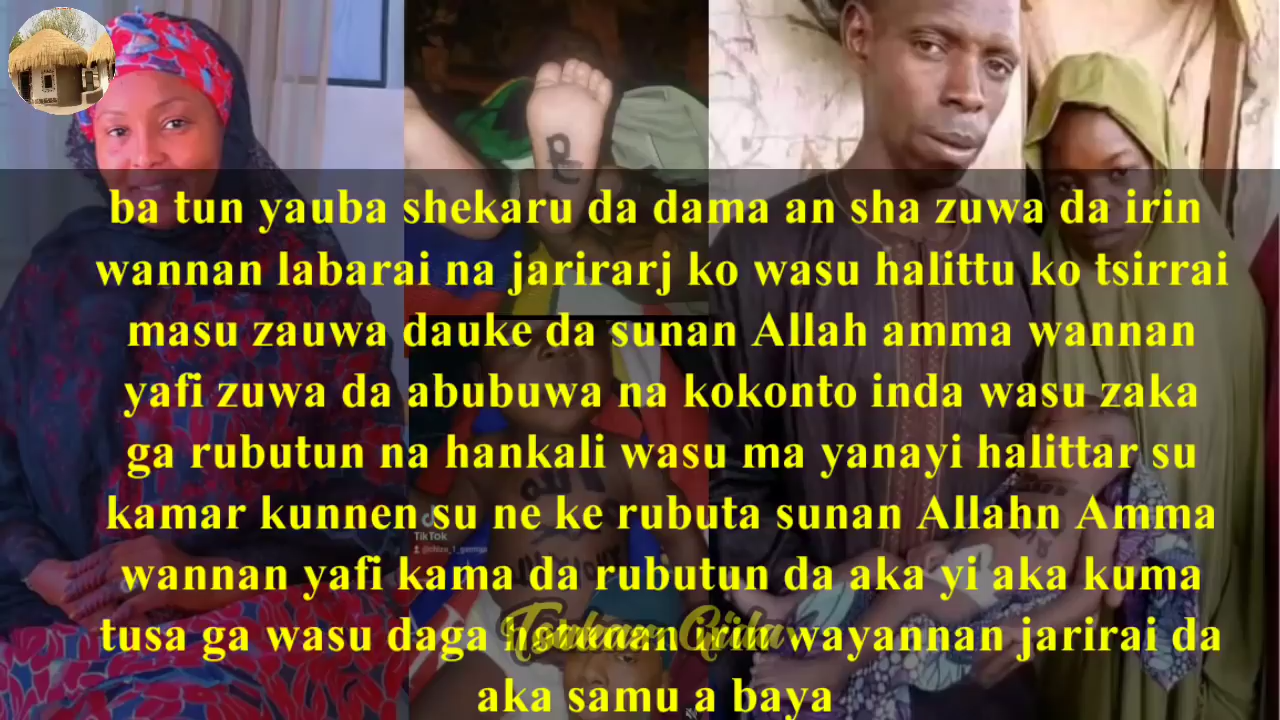 ba tun yauba shekaru da dama an sha zuwa da irin
wannan labarai na jarirarj ko wasu halittu ko tsirrai
masu zauwa dauke da sunan Allah amma wannan
yafi zuwa da abubuwa na kokonto inda wasu zaka
ga rubutun na hankali wasu ma yanayi halittar su
kamar kunnen su ne ke rubuta sunan Allahn Amma
wannan yafi kama da rubutun da aka yi aka kuma
tusa ga wasu daga hotunan irin wayannan jarirai da
aka samu a baya
TikTok
Gida